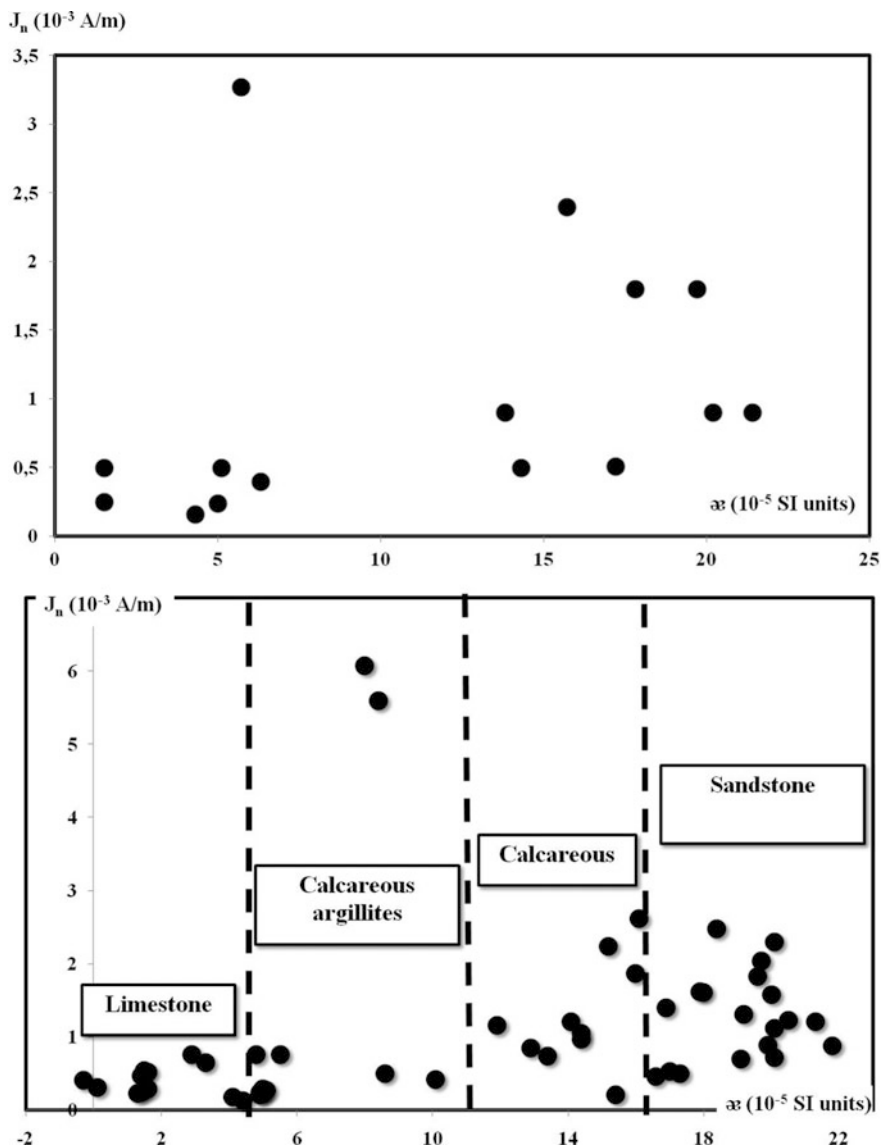 Jₙ (10⁻³ A/m)
3,5
3
2,5
2
1,5
1
0,5
0
æ (10⁻⁵ SI units)
0 5 10 15 20 25
Jₙ (10⁻³ A/m)
6
5
4
3
2
1
0
Sandstone
Calcareous
Calcareous
argillites
Limestone
æ (10⁻⁵ SI units)
-2 2 6 10 14 18 22